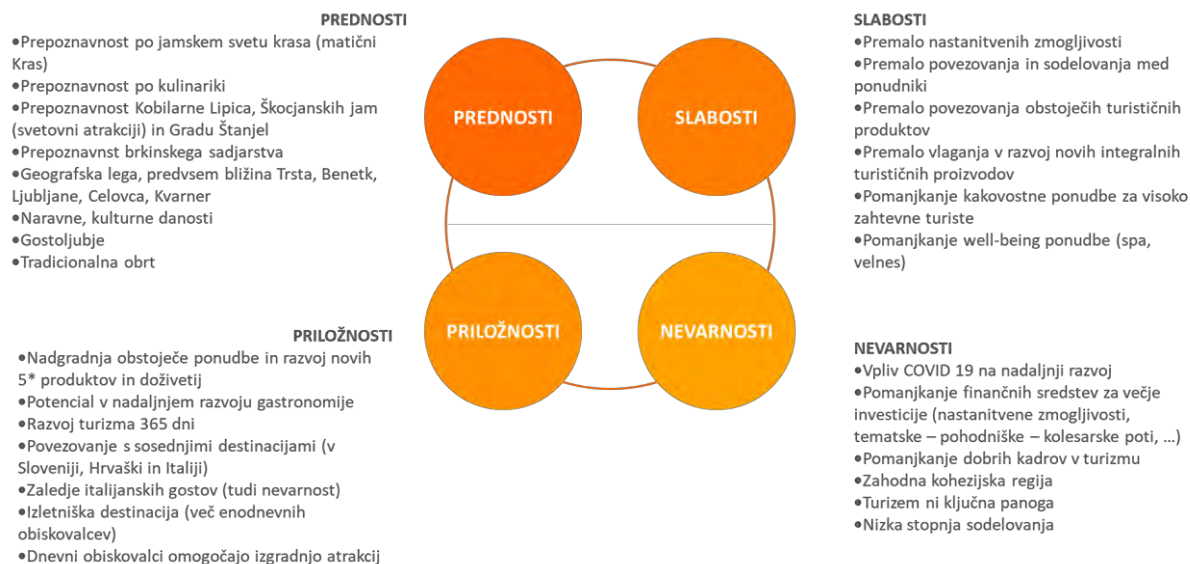 PREDNOSTI
•Prepoznavnost po jamskem svetu krasa (matični
Kras)
•Prepoznavnost po kulinariki
•Prepoznavnost Kobilarne Lipica, Škocjanskih jam
(svetovni atrakciji) in Gradu Štanjel
•Prepoznavnst brkinskega sadjarstva
•Geografska lega, predvsem bližina Trsta, Benetk,
Ljubljane, Celovca, Kvarner
•Naravne, kulturne danosti
•Gostoljubje
•Tradicionalna obrt
PREDNOSTI
SLABOSTI
SLABOSTI
•Premalo nastanitvenih zmogljivosti
•Premalo povezovanja in sodelovanja med
ponudniki
•Premalo povezovanja obstoječih turističnih
produktov
•Premalo vlaganja v razvoj novih integralnih
turističnih proizvodov
•Pomanjkanje kakovostne ponudbe za visoko
zahtevne turiste
•Pomanjkanje well-being ponudbe (spa,
velnes)
PRILOŽNOSTI
•Nadgradnja obstoječe ponudbe in razvoj novih
5* produktov in doživetij
•Potencial v nadaljnjem razvoju gastronomije
•Razvoj turizma 365 dni
•Povezovanje s sosednjimi destinacijami (v
Sloveniji, Hrvaški in Italiji)
•Zaledje italijanskih gostov (tudi nevarnost)
•Izletniška destinacija (več enodnevnih
obiskovalcev)
•Dnevni obiskovalci omogočajo izgradnjo atrakcij
PRILOŽNOSTI
NEVARNOSTI
NEVARNOSTI
•Vpliv COVID 19 na nadaljnji razvoj
•Pomanjkanje finančnih sredstev za večje
investicije (nastanitvene zmogljivosti,
tematske – pohodniške – kolesarske poti, …)
•Pomanjkanje dobrih kadrov v turizmu
•Zahodna kohezijska regija
•Turizem ni ključna panoga
•Nizka stopnja sodelovanja